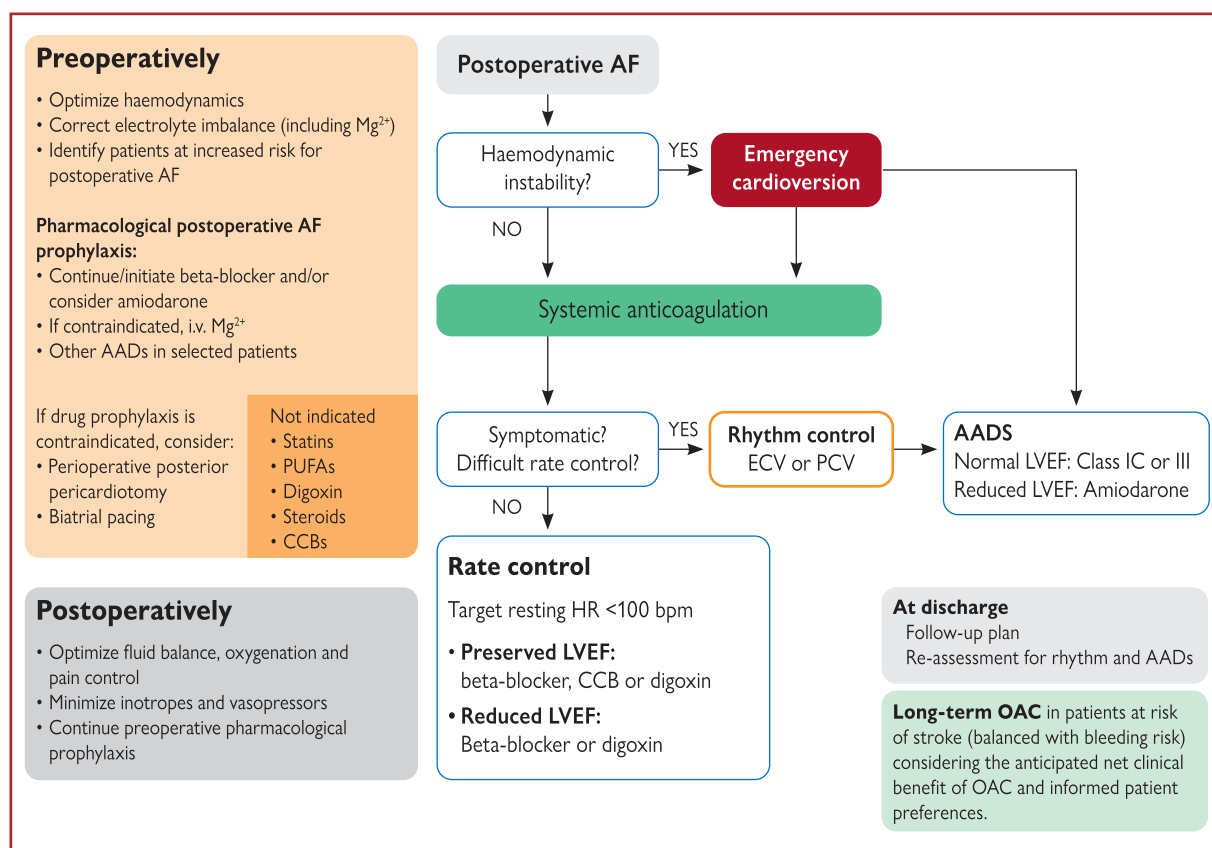 Preoperatively
• Optimize haemodynamics
• Correct electrolyte imbalance (including Mg²⁺)
• Identify patients at increased risk for
postoperative AF
Pharmacological postoperative AF
prophylaxis:
• Continue/initiate beta-blocker and/or
consider amiodarone
• If contraindicated, i.v. Mg²⁺
• Other AADs in selected patients
If drug prophylaxis is
contraindicated, consider:
• Perioperative posterior
pericardiotomy
• Biatrial pacing
Not indicated
• Statins
• PUFAs
• Digoxin
• Steroids
• CCBs
Postoperatively
• Optimize fluid balance, oxygenation and
pain control
• Minimize inotropes and vasopressors
• Continue preoperative pharmacological
prophylaxis
Postoperative AF
Haemodynamic
instability?
YES
Emergency
cardioversion
NO
Systemic anticoagulation
Symptomatic?
Difficult rate control?
YES
Rhythm control
ECV or PCV
AADS
Normal LVEF: Class IC or III
Reduced LVEF: Amiodarone
NO
Rate control
Target resting HR <100 bpm
• Preserved LVEF:
beta-blocker, CCB or digoxin
• Reduced LVEF:
Beta-blocker or digoxin
At discharge
Follow-up plan
Re-assessment for rhythm and AADs
Long-term OAC in patients at risk
of stroke (balanced with bleeding risk)
considering the anticipated net clinical
benefit of OAC and informed patient
preferences.